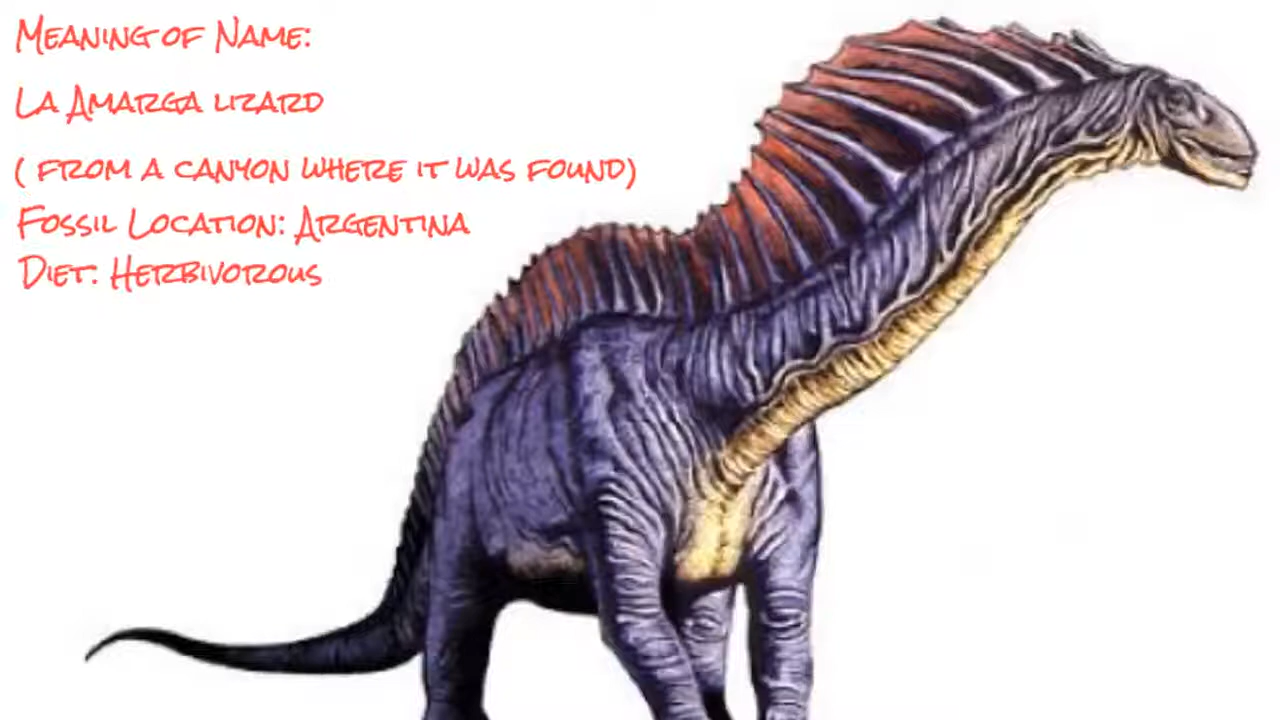 Meaning of Name:
La Amarga lizard
( from a canyon where it was found)
Fossil Location: Argentina
Diet: Herbivorous